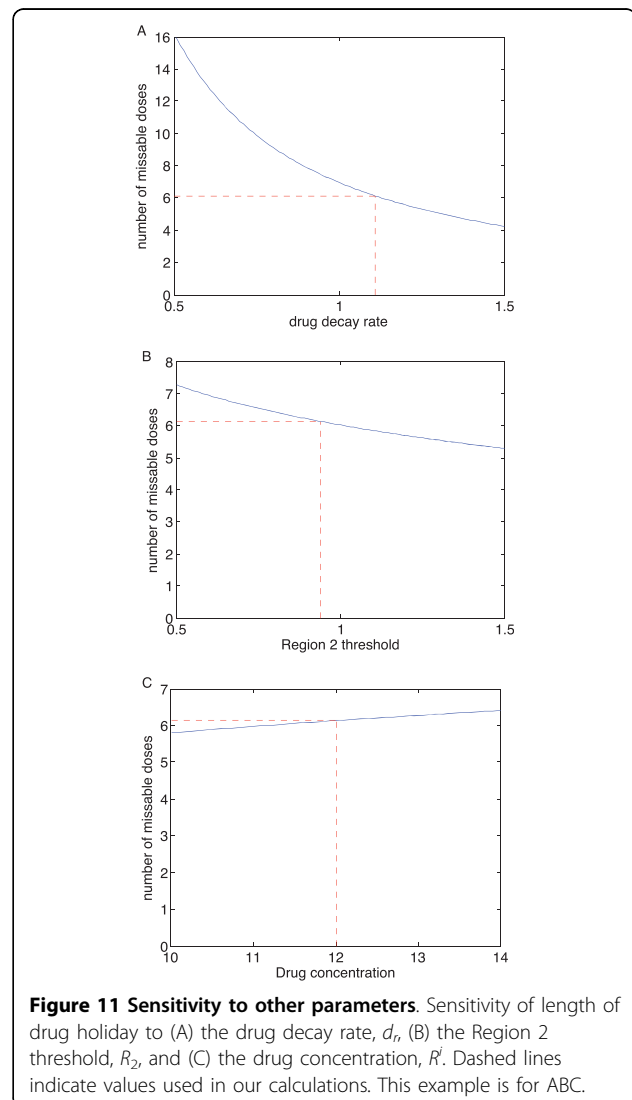 A
16
14
12
10
8
6
4
2
0
number of missable doses
0.5
1
1.5
drug decay rate
B
8
7
6
5
4
3
2
1
0
number of missable doses
0.5
1
1.5
Region 2 threshold
C
7
6
5
4
3
2
1
0
number of missable doses
10
11
12
13
14
Drug concentration
Figure 11 Sensitivity to other parameters. Sensitivity of length of
drug holiday to (A) the drug decay rate, dr, (B) the Region 2
threshold, R2, and (C) the drug concentration, Ri. Dashed lines
indicate values used in our calculations. This example is for ABC.